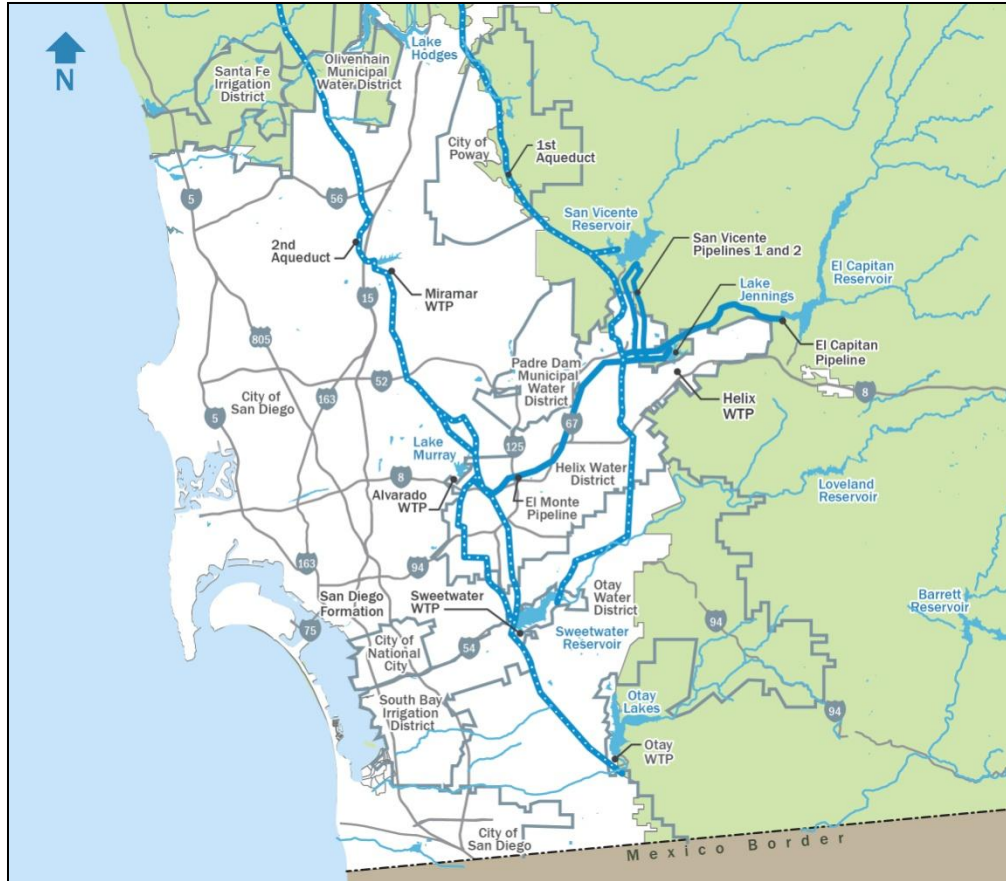 N
Santa Fe
Irrigation
District
Olivenhain
Municipal
Water District
Lake
Hodges
City of
Poway
1st
Aqueduct
5
56
San Vicente
Reservoir
San Vicente
Pipelines 1 and 2
2nd
Aqueduct
El Capitan
Reservoir
Lake
Jennings
15
Miramar
WTP
805
El Capitan
Pipeline
Padre Dam
Municipal
Water
District
52
City of
San Diego
163
Helix
WTP
8
5
67
125
Lake
Murray
8
Alvarado
WTP
Helix Water
District
El Monte
Pipeline
Loveland
Reservoir
94
163
San Diego
Formation
Sweetwater
WTP
Otay
Water
District
Barrett
Reservoir
75
City of
National
City
54
Sweetwater
Reservoir
94
South Bay
Irrigation
District
Otay
Lakes
94
Otay
WTP
City of
San Diego
Mexico Border